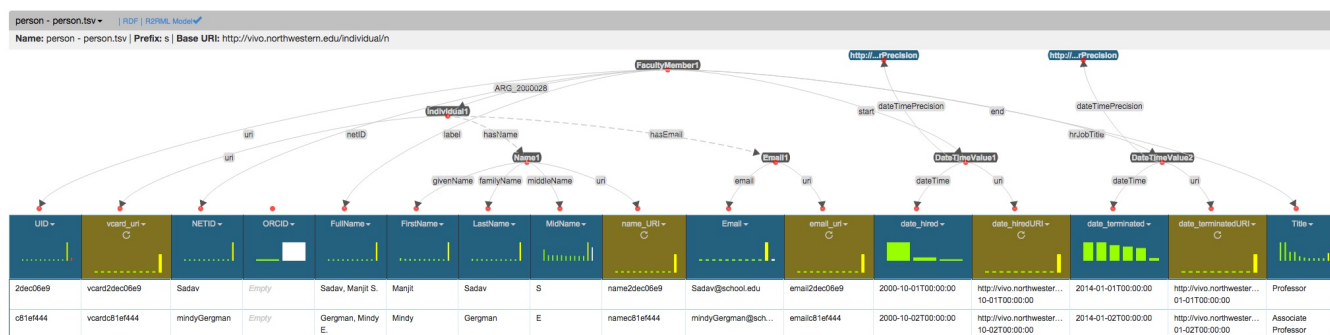 person - person.tsv | RDF | R2RML Model
Name: person - person.tsv | Prefix: s | Base URI: http://vivo.northwestern.edu/individual/n
http://...rPrecision http://...rPrecision
FacultyMember1
ARG_2000028
individual1 start dateTimePrecision end dateTimePrecision
uri netID label hasName hasEmail hrJobTitle
uri Name1 Email1 DateTimeValue1 DateTimeValue2
givenName familyName middleName uri email uri dateTime uri dateTime uri
UID vcard_uri NETID ORCID FullName FirstName LastName MidName name_URI Email email_uri date_hired date_hiredURI date_terminated date_terminatedURI Title
2dec06e9 vcard2dec06e9 Sadav Empty Sadav, Manjit S. Manjit Sadav S name2dec06e9 Sadav@school.edu email2dec06e9 2000-10-01T00:00:00 http://vivo.northwester... 2014-01-01T00:00:00 http://vivo.northwester... Professor
10-01T00:00:00 01-01T00:00:00
c81ef444 vcardc81ef444 mindyGergman Empty Gergman, Mindy Mindy Gergman E namec81ef444 mindyGergman@sch... emailc81ef444 2000-10-02T00:00:00 http://vivo.northwester... 2014-01-02T00:00:00 http://vivo.northwester... Associate
E. 10-02T00:00:00 01-02T00:00:00 Professor